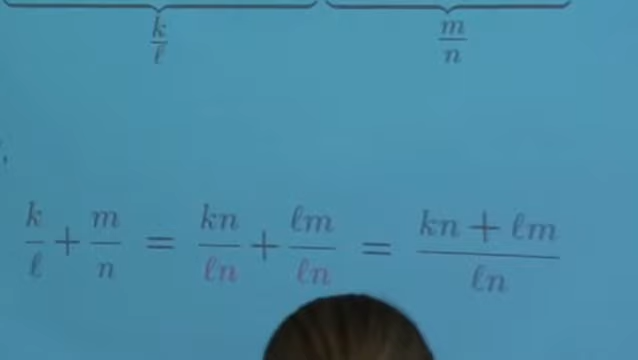 k/ℓ m/n
k/ℓ + m/n = kn/ℓn + ℓm/ℓn = kn + ℓm/ℓn